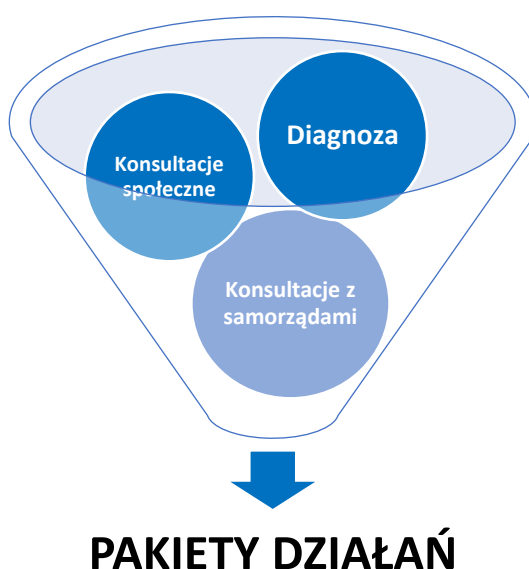 Diagnoza
Konsultacje
społeczne
Konsultacje z
samorządami
PAKIETY DZIAŁAŃ